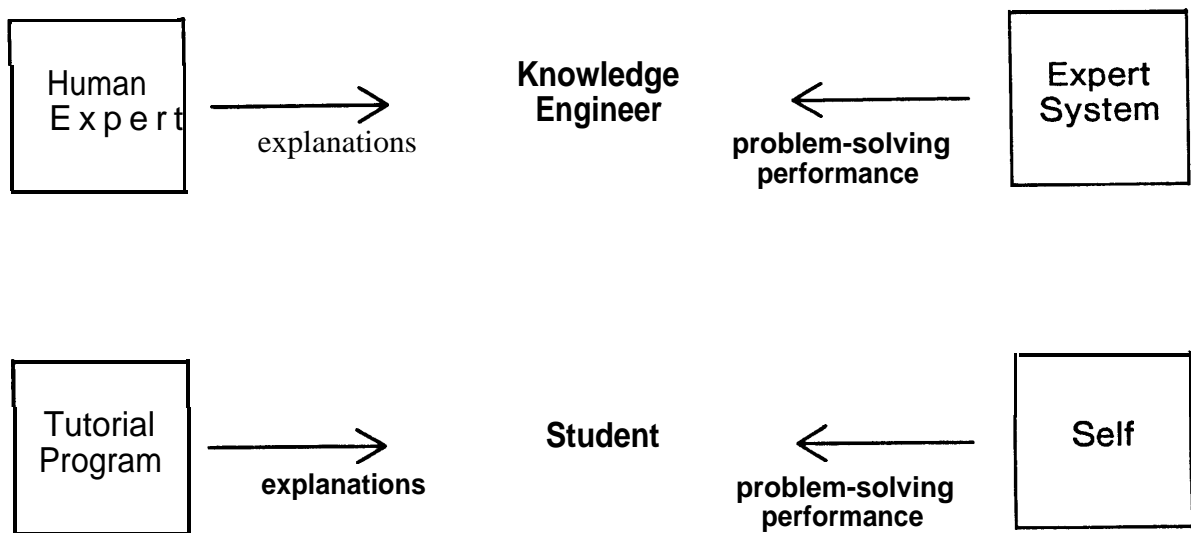 Human
Expert
explanations
Knowledge
Engineer
problem-solving
performance
Expert
System
Tutorial
Program
explanations
Student
problem-solving
performance
Self